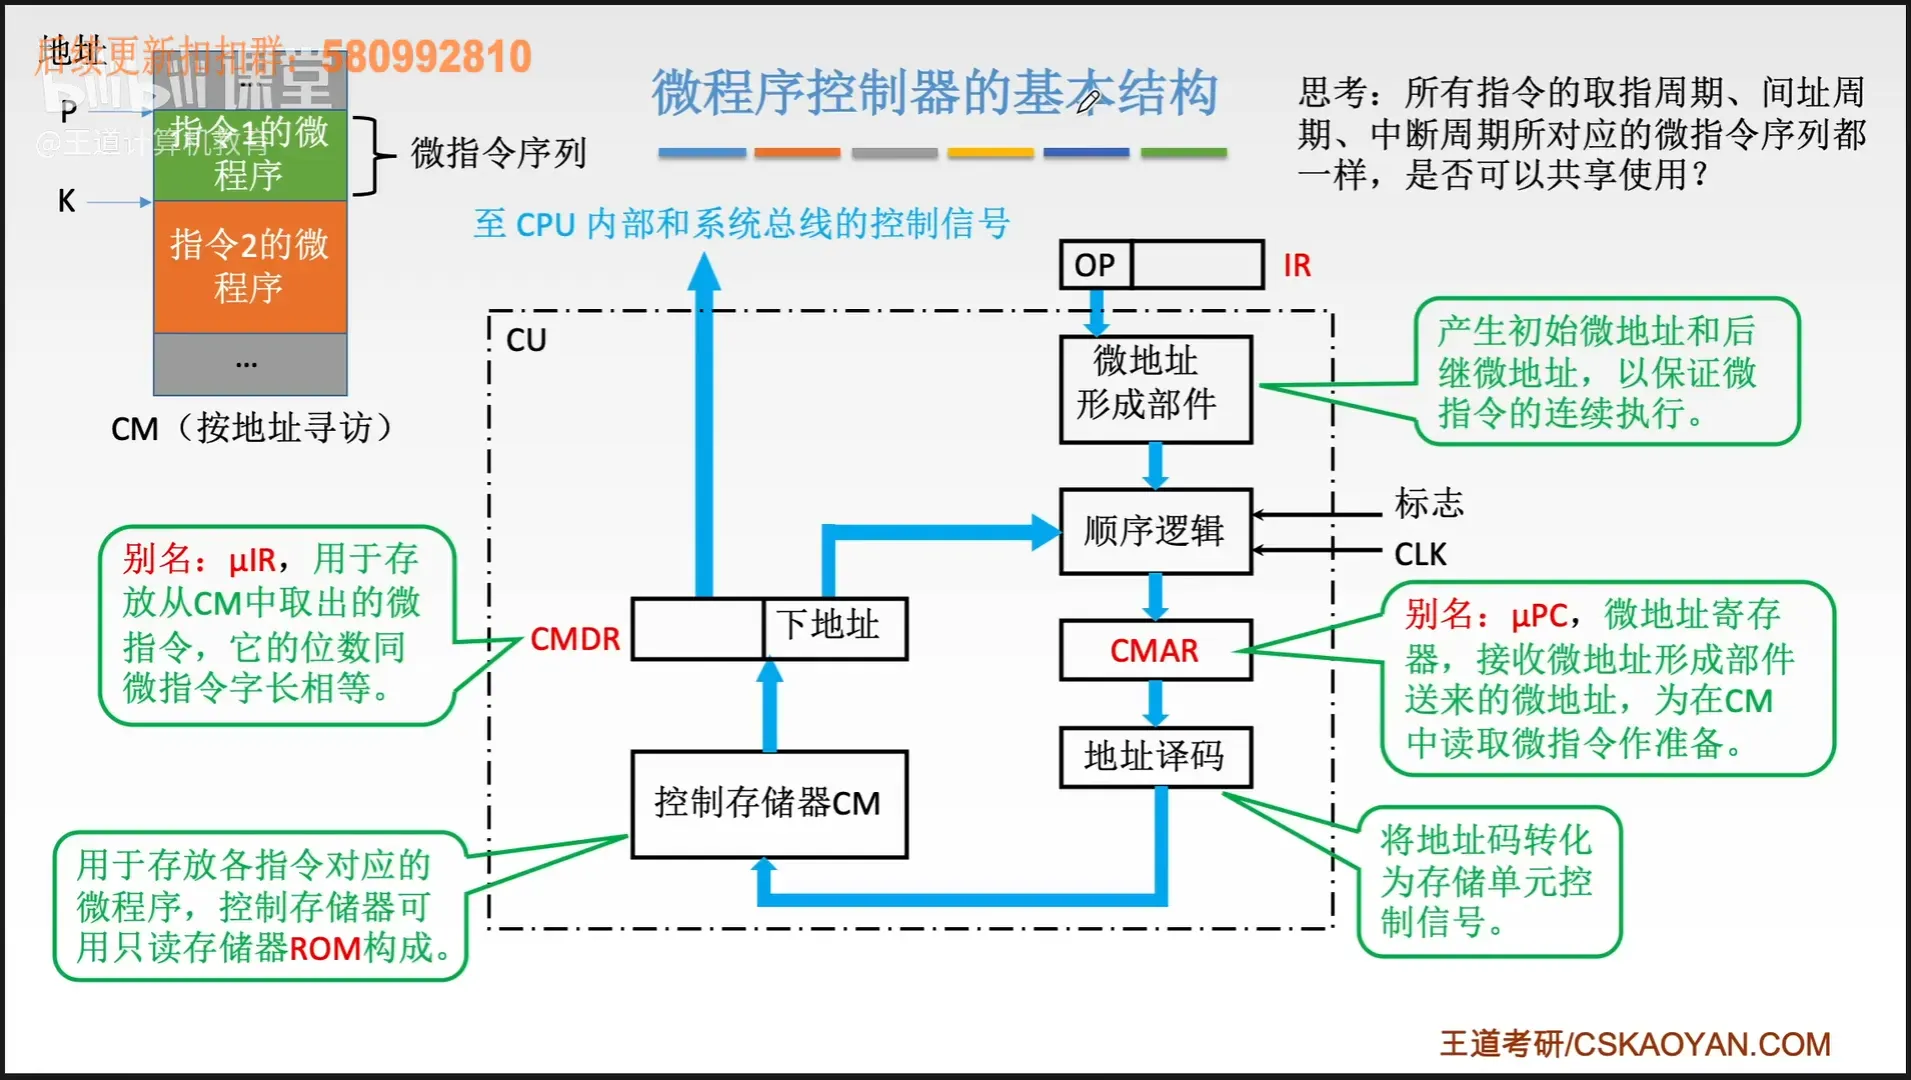 地址
后续更新扣扣群：580992810
bilibili 课堂
@王道计算机教育
P
K
指令1的微
程序
微指令序列
指令2的微
程序
...
CM（按地址寻访）
微程序控制器的基本结构
思考：所有指令的取指周期、间址周
期、中断周期所对应的微指令序列都
一样，是否可以共享使用？
至 CPU 内部和系统总线的控制信号
OP
IR
CU
微地址
形成部件
产生初始微地址和后
继微地址，以保证微
指令的连续执行。
顺序逻辑
标志
CLK
别名：μIR，用于存
放从CM中取出的微
指令，它的位数同
微指令字长相等。
CMDR
下地址
CMAR
别名：μPC，微地址寄存
器，接收微地址形成部件
送来的微地址，为在CM
中读取微指令作准备。
地址译码
控制存储器CM
用于存放各指令对应的
微程序，控制存储器可
用只读存储器ROM构成。
将地址码转化
为存储单元控
制信号。
王道考研/CSKAOYAN.COM